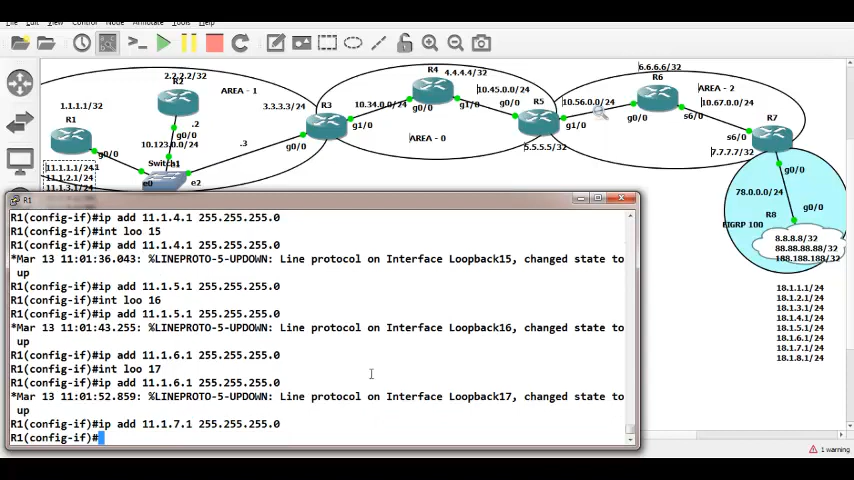 File Edit View Control Node Annotate Tools Help
R4
4.4.4.4/32
6.6.6.6/32
R6
2.2.2.2/32
R2
AREA - 1
AREA - 2
1.1.1.1/32
3.3.3.3/24
R3
10.34.0.0/24
g0/0
g1/0
10.45.0.0/24
R5
10.56.0.0/24
10.67.0.0/24
R1
.2
g0/0
g1/0
g0/0
g1/0
g0/0
s6/0
R7
10.123.0.0/24
AREA - 0
s6/0
g0/0
Switch1
.3
g0/0
5.5.5.5/32
7.7.7.7/32
11.1.1.1/24
.1
e0
e2
g0/0
11.1.2.1/24
11.1.3.1/24
78.0.0.0/24
g0/0
R8
EIGRP 100
8.8.8.8/32
88.88.88.88/32
188.188.188/32
18.1.1.1/24
18.1.2.1/24
18.1.3.1/24
18.1.4.1/24
18.1.5.1/24
18.1.6.1/24
18.1.7.1/24
18.1.8.1/24
R1
R1(config-if)#ip add 11.1.4.1 255.255.255.0
R1(config-if)#int loo 15
R1(config-if)#ip add 11.1.4.1 255.255.255.0
*Mar 13 11:01:36.043: %LINEPROTO-5-UPDOWN: Line protocol on Interface Loopback15, changed state to
up
R1(config-if)#ip add 11.1.5.1 255.255.255.0
R1(config-if)#int loo 16
R1(config-if)#ip add 11.1.5.1 255.255.255.0
*Mar 13 11:01:43.255: %LINEPROTO-5-UPDOWN: Line protocol on Interface Loopback16, changed state to
up
R1(config-if)#ip add 11.1.6.1 255.255.255.0
R1(config-if)#int loo 17
R1(config-if)#ip add 11.1.6.1 255.255.255.0
*Mar 13 11:01:52.859: %LINEPROTO-5-UPDOWN: Line protocol on Interface Loopback17, changed state to
up
R1(config-if)#ip add 11.1.7.1 255.255.255.0
R1(config-if)#
1 warning